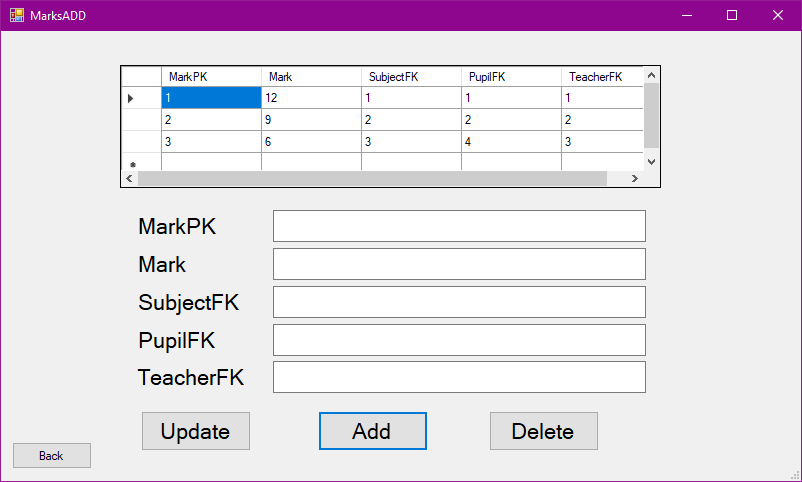 MarksADD
MarkPK Mark SubjectFK PupilFK TeacherFK
1 12 1 1 1
2 9 2 2 2
3 6 3 4 3
MarkPK
Mark
SubjectFK
PupilFK
TeacherFK
Update Add Delete
Back